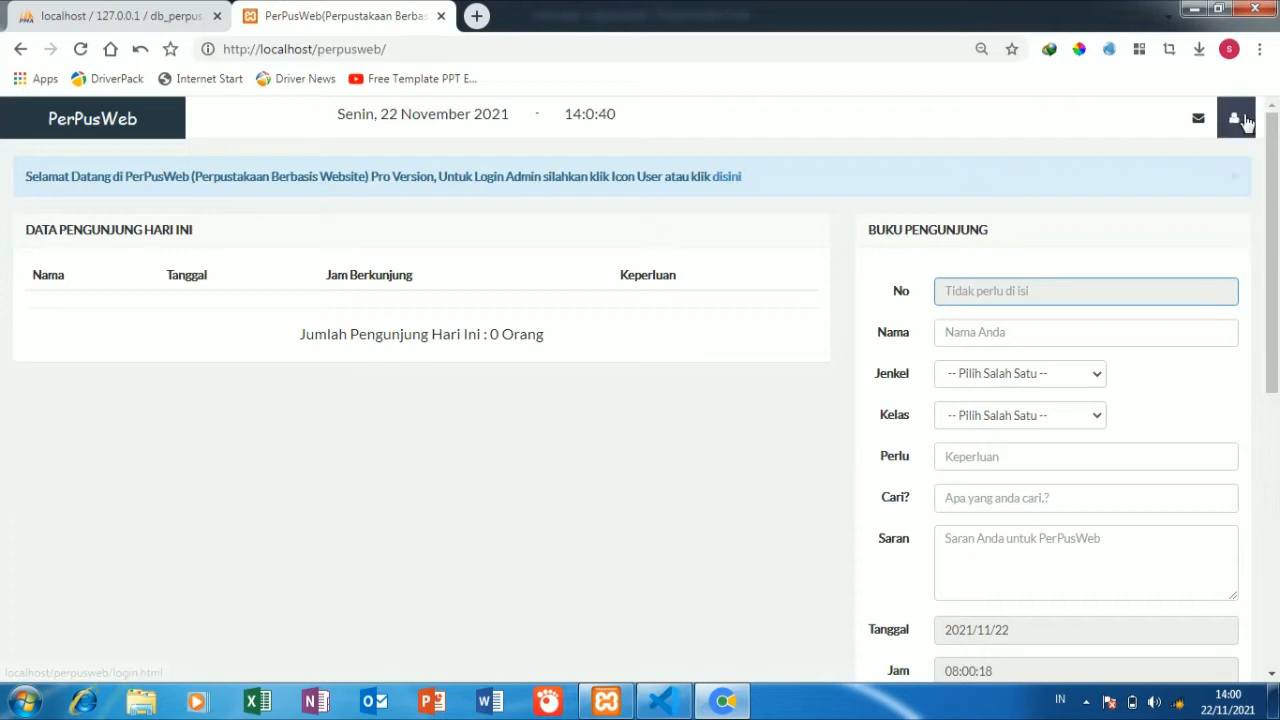 localhost / 127.0.0.1 / db_perpus
PerPusWeb(Perpustakaan Berbas
http://localhost/perpusweb/
S
Apps
DriverPack
Internet Start
Driver News
Free Template PPT E...
PerPusWeb
Senin, 22 November 2021 - 14:0:40
Selamat Datang di PerPusWeb (Perpustakaan Berbasis Website) Pro Version, Untuk Login Admin silahkan klik Icon User atau klik disini
DATA PENGUNJUNG HARI INI
Nama Tanggal Jam Berkunjung Keperluan
Jumlah Pengunjung Hari Ini : 0 Orang
BUKU PENGUNJUNG
No Tidak perlu di isi
Nama Nama Anda
Jenkel -- Pilih Salah Satu --
Kelas -- Pilih Salah Satu --
Perlu Keperluan
Cari? Apa yang anda cari.?
Saran Saran Anda untuk PerPusWeb
Tanggal 2021/11/22
Jam 08:00:18
localhost/perpusweb/login.html
IN
14:00
22/11/2021